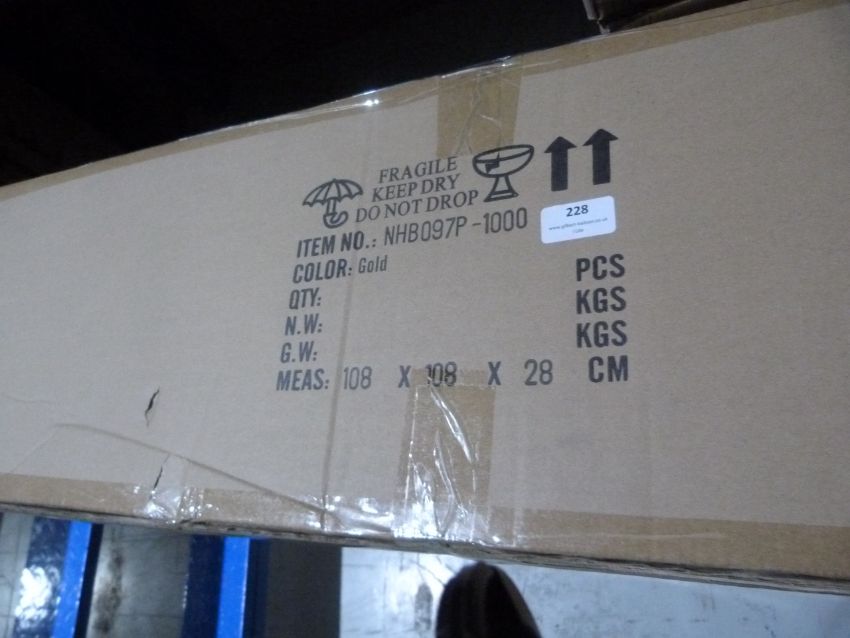 FRAGILE
KEEP DRY
DO NOT DROP
228
ITEM NO.: NHB097P-1000
COLOR: Gold
QTY: PCS
N.W: KGS
G.W: KGS
MEAS: 108 X 108 X 28 CM